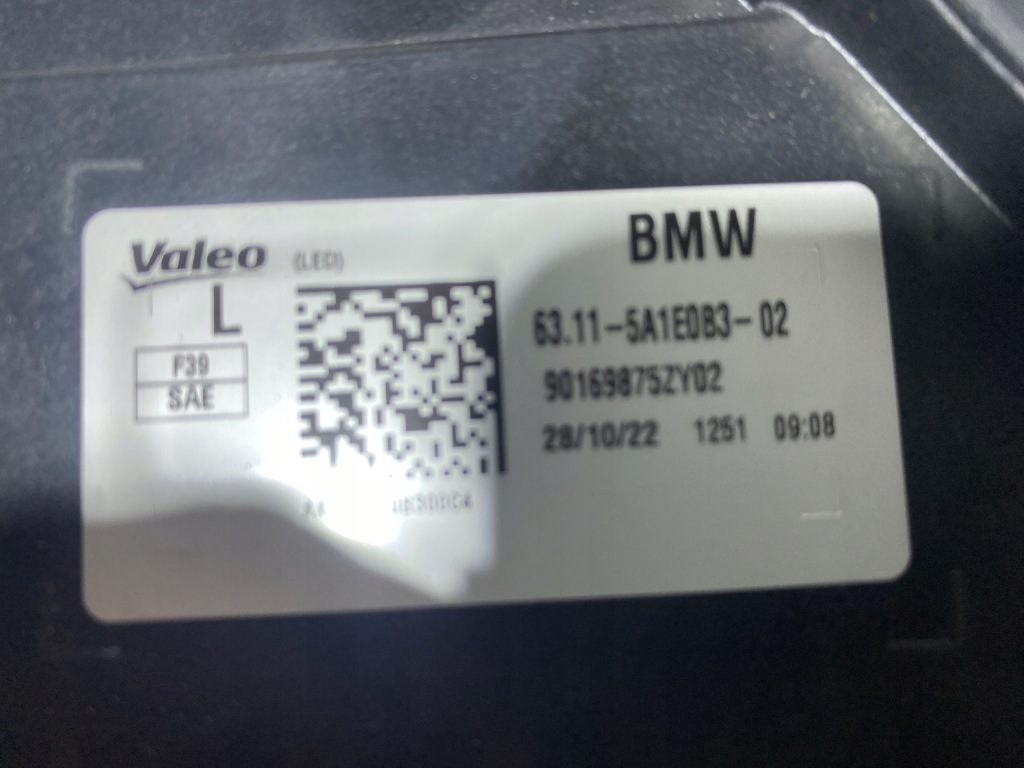 Valeo (LED) BMW
L
63.11-5A1E0B3-02
F39
90169875ZY02
SAE
28/10/22 1251 09:08